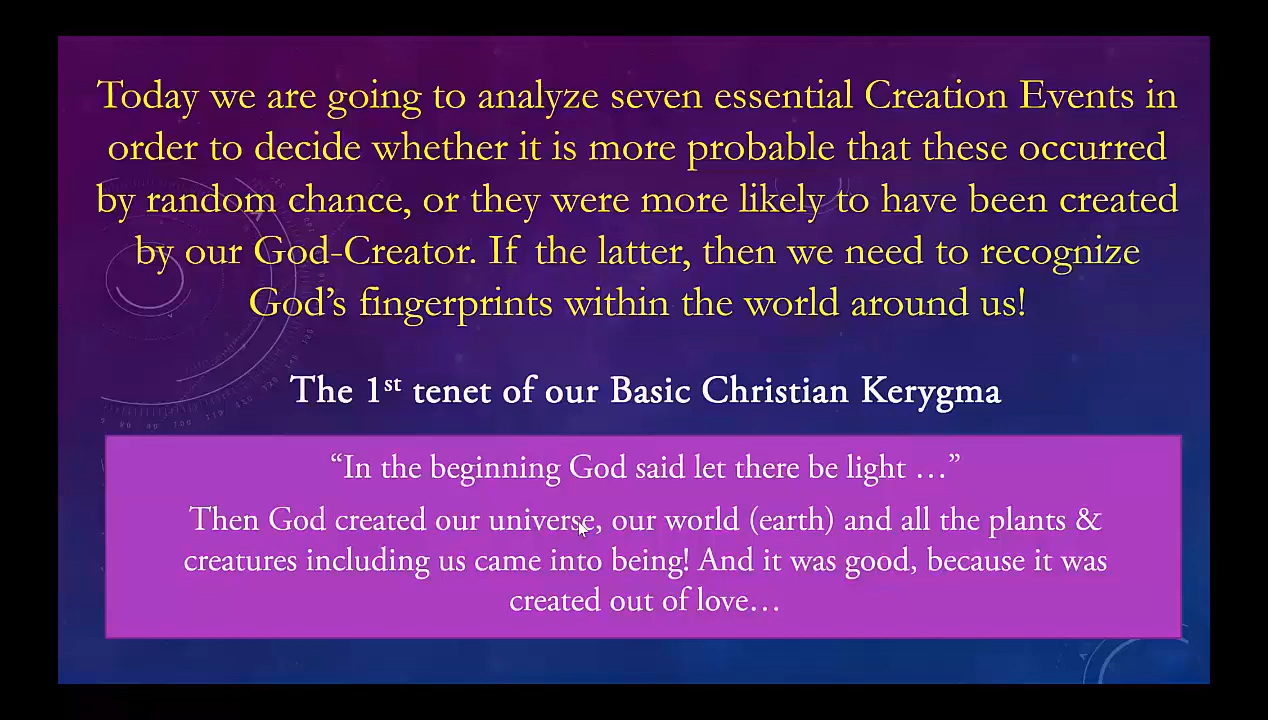 Today we are going to analyze seven essential Creation Events in
order to decide whether it is more probable that these occurred
by random chance, or they were more likely to have been created
by our God-Creator. If the latter, then we need to recognize
God’s fingerprints within the world around us!
The 1st tenet of our Basic Christian Kerygma
“In the beginning God said let there be light …”
Then God created our universe, our world (earth) and all the plants &
creatures including us came into being! And it was good, because it was
created out of love…